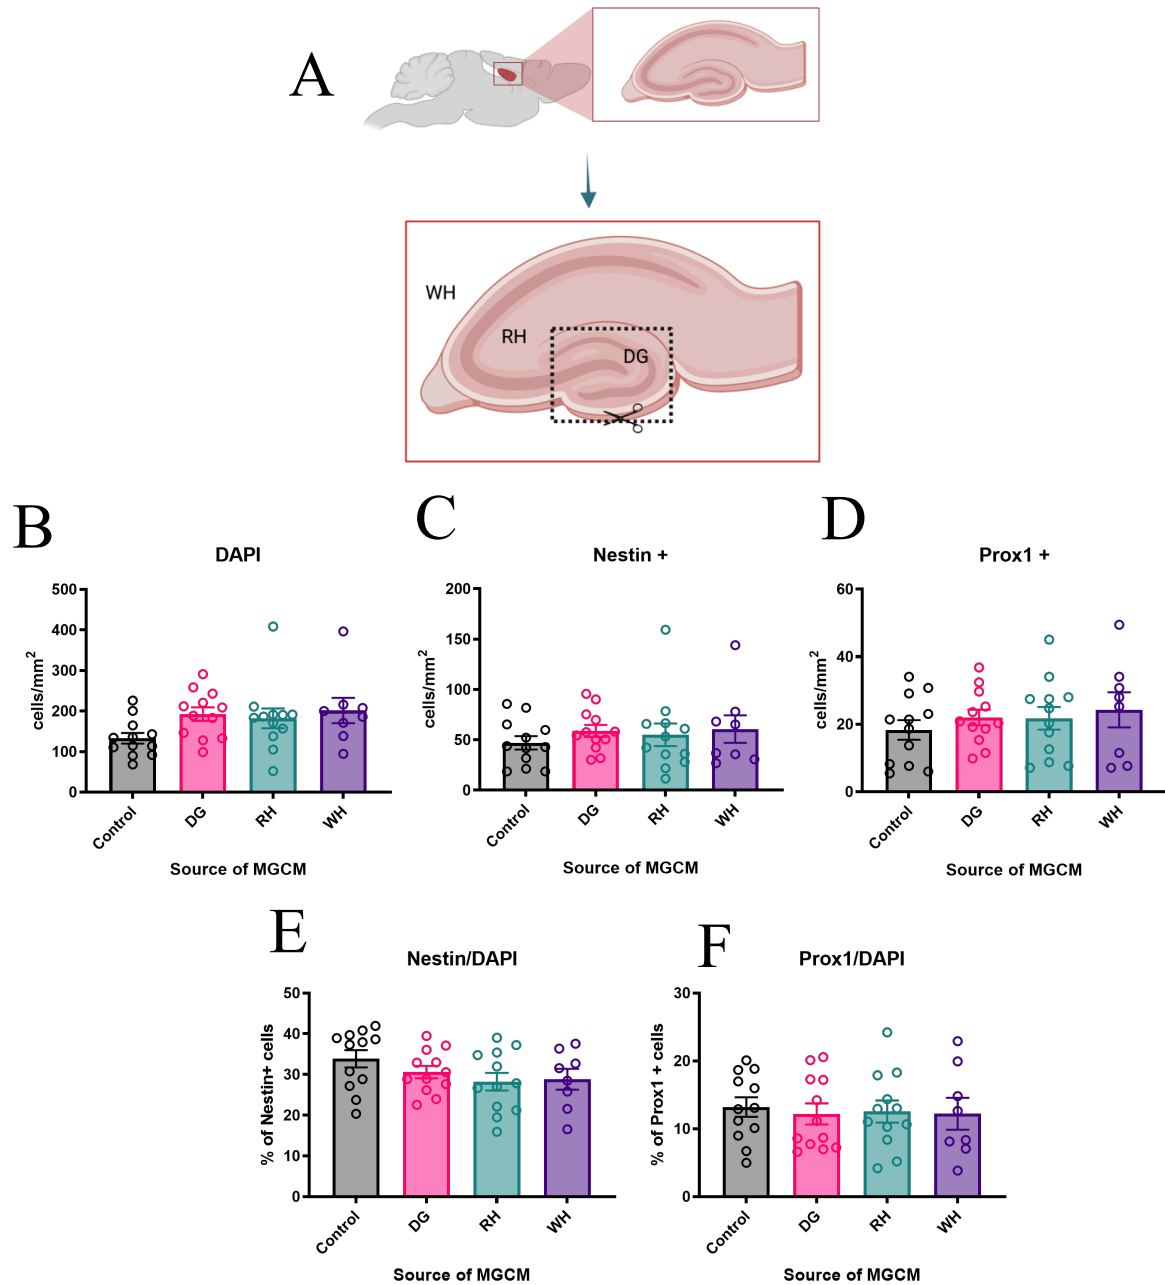 A
WH
RH
DG
B
DAPI
cells/mm2
500
400
300
200
100
0
Control
DG
RH
WH
Source of MGCM
C
Nestin +
cells/mm2
200
150
100
50
0
Control
DG
RH
WH
Source of MGCM
D
Prox1 +
cells/mm2
60
40
20
0
Control
DG
RH
WH
Source of MGCM
E
Nestin/DAPI
% of Nestin+ cells
50
40
30
20
10
0
Control
DG
RH
WH
Source of MGCM
F
Prox1/DAPI
% of Prox1 + cells
30
20
10
0
Control
DG
RH
WH
Source of MGCM